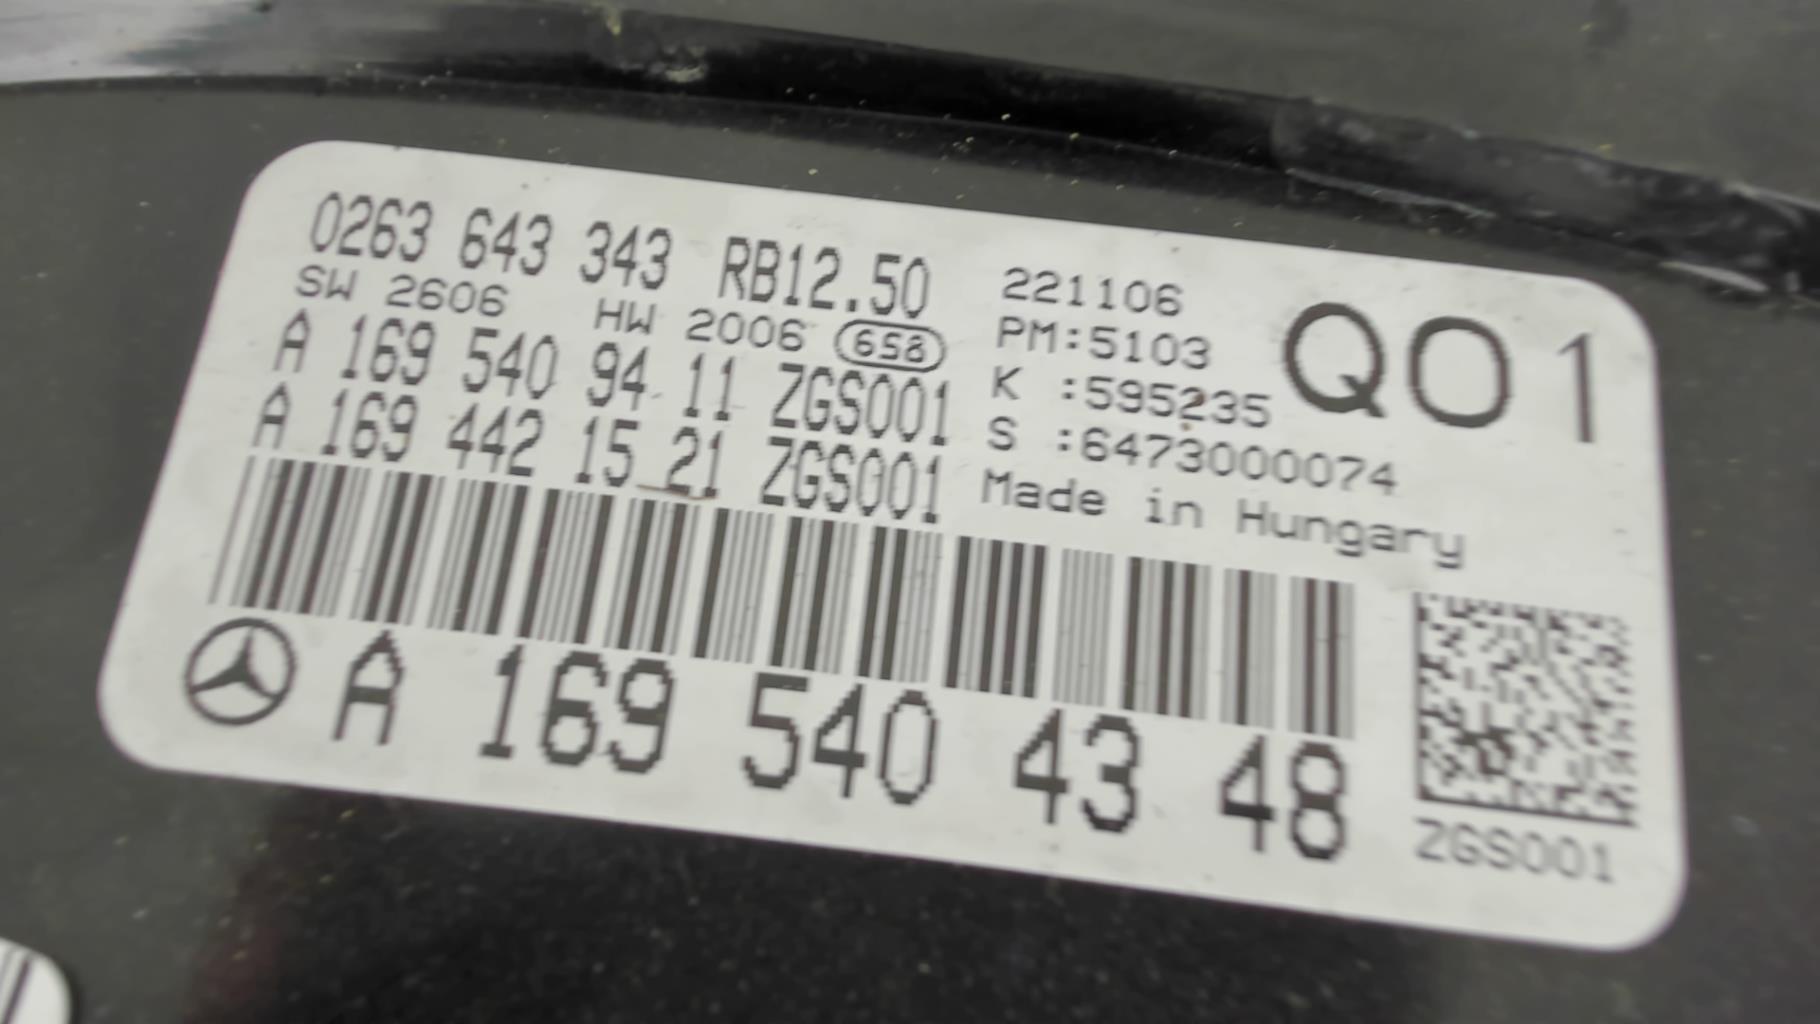 0263 643 343 RB12.50
SW 2606 HW 2006 658
A 169 540 94 11 ZGS001
A 169 442 15 21 ZGS001
221106
PM:5103
K :595235
S :6473000074
Made in Hungary
Q01
A 169 540 43 48
ZGS001